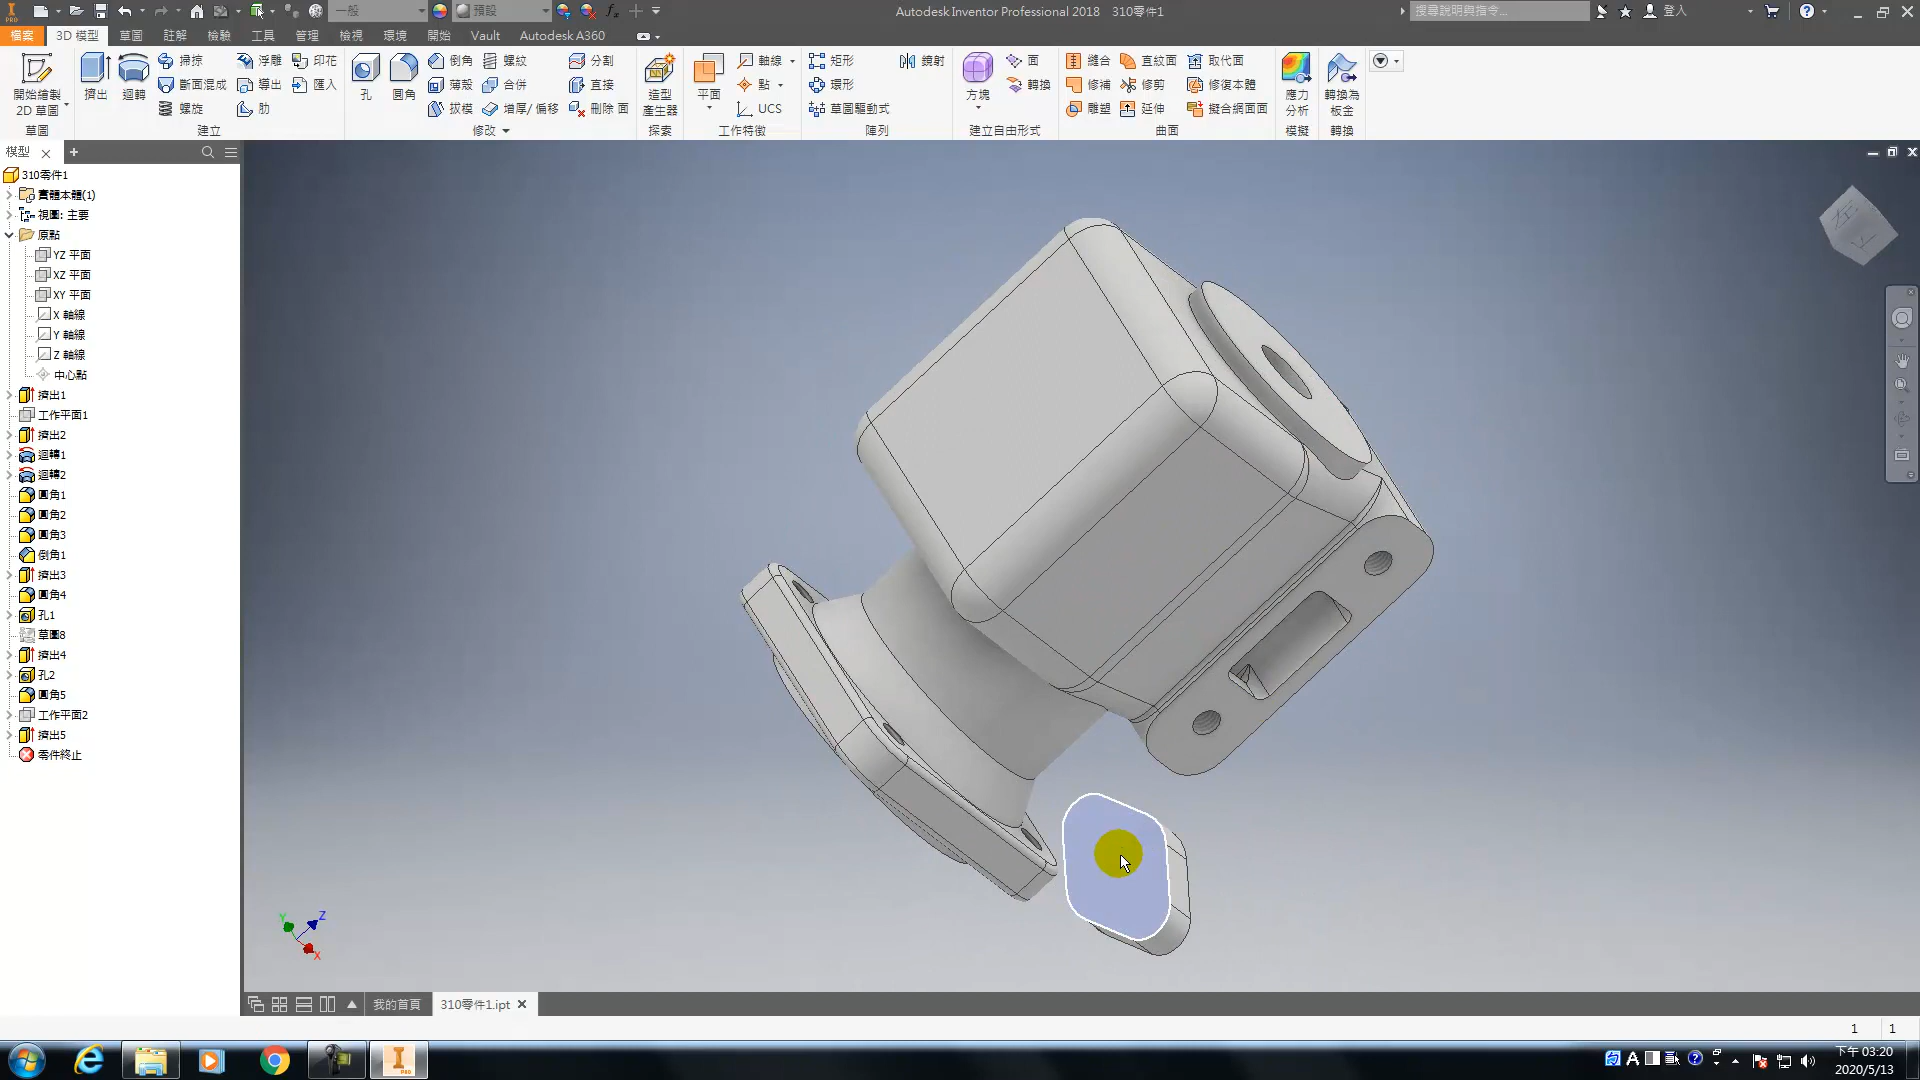 一般
預設
Autodesk Inventor Professional 2018 310零件1
搜尋說明與指令...
登入
檔案
3D 模型
草圖
註解
檢驗
工具
管理
檢視
環境
開始
Vault
Autodesk A360
開始繪製
2D 草圖
草圖
擠出
迴轉
掃掠
斷面混成
螺旋
浮雕
導出
肋
印花
匯入
建立
孔
圓角
倒角
薄殼
拔模
螺紋
合併
增厚/ 偏移
分割
直接
刪除 面
修改
造型
產生器
探索
平面
軸線
點
UCS
工作特徵
矩形
環形
草圖驅動式
鏡射
陣列
方塊
面
轉換
建立自由形式
縫合
修補
雕塑
直紋面
修剪
延伸
取代面
修復本體
擬合網面面
曲面
應力
分析
模擬
轉換為
板金
轉換
模型
310零件1
實體本體(1)
視圖: 主要
原點
YZ 平面
XZ 平面
XY 平面
X 軸線
Y 軸線
Z 軸線
中心點
擠出1
工作平面1
擠出2
迴轉1
迴轉2
圓角1
圓角2
圓角3
倒角1
擠出3
圓角4
孔1
草圖8
擠出4
孔2
圓角5
工作平面2
擠出5
零件終止
Y
Z
X
我的首頁
310零件1.ipt
1 1
下午 03:20
2020/5/13